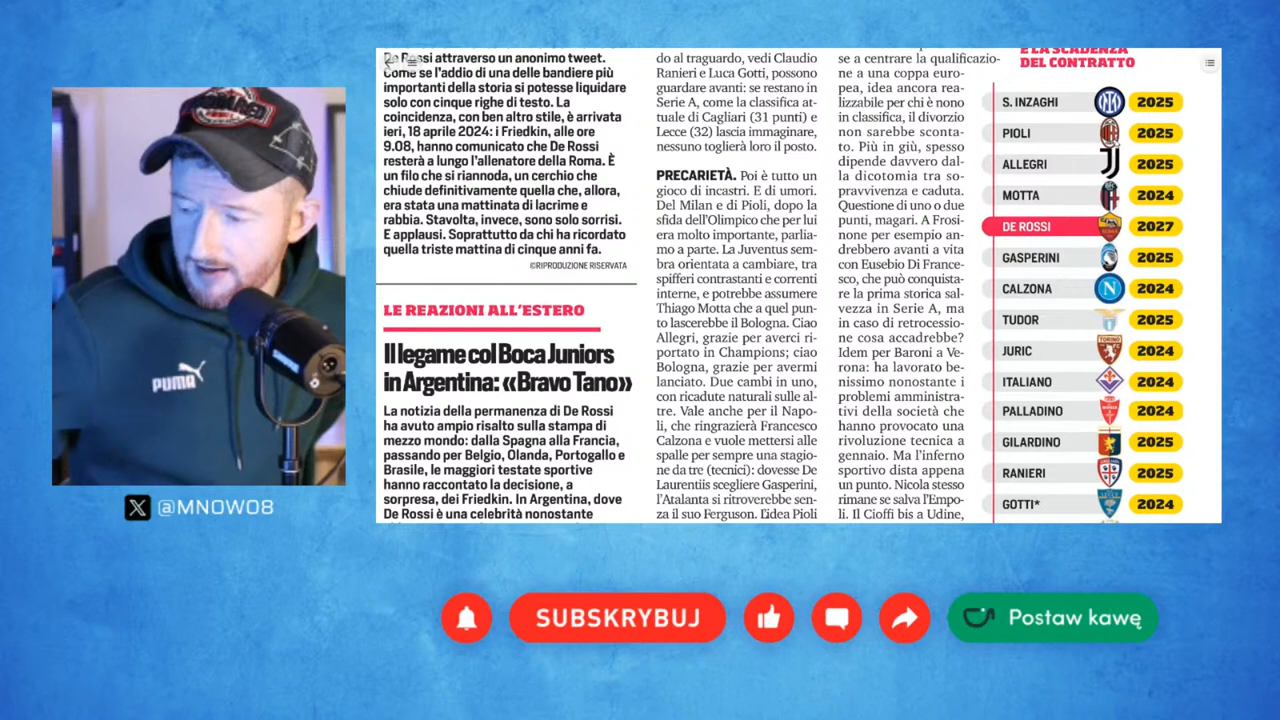 De Rossi attraverso un anonimo tweet.
Come se l'addio di una delle bandiere più
importanti della storia si potesse liquidare
solo con cinque righe di testo. La
coincidenza, con ben altro stile, è arrivata
ieri, 18 aprile 2024: i Friedkin, alle ore
9.08, hanno comunicato che De Rossi
resterà a lungo l'allenatore della Roma. È
un filo che si riannoda, un cerchio che
chiude definitivamente quella che, allora,
era stata una mattinata di lacrime e
rabbia. Stavolta, invece, sono solo sorrisi.
E applausi. Soprattutto da chi ha ricordato
quella triste mattina di cinque anni fa.
©RIPRODUZIONE RISERVATA
LE REAZIONI ALL'ESTERO
Il legame col Boca Juniors
in Argentina: «Bravo Tano»
La notizia della permanenza di De Rossi
ha avuto ampio risalto sulla stampa di
mezzo mondo: dalla Spagna alla Francia,
passando per Belgio, Olanda, Portogallo e
Brasile, le maggiori testate sportive
hanno raccontato la decisione, a
sorpresa, dei Friedkin. In Argentina, dove
De Rossi è una celebrità nonostante
do al traguardo, vedi Claudio
Ranieri e Luca Gotti, possono
guardare avanti: se restano in
Serie A, come la classifica at-
tuale di Cagliari (31 punti) e
Lecce (32) lascia immaginare,
nessuno toglierà loro il posto.
PRECARIETÀ. Poi è tutto un
gioco di incastri. E di umori.
Del Milan e di Pioli, dopo la
sfida dell'Olimpico che per lui
era molto importante, parlia-
mo a parte. La Juventus sem-
bra orientata a cambiare, tra
spifferi contrastanti e correnti
interne, e potrebbe assumere
Thiago Motta che a quel pun-
to lascerebbe il Bologna. Ciao
Allegri, grazie per averci ri-
portato in Champions; ciao
Bologna, grazie per avermi
lanciato. Due cambi in uno,
con ricadute naturali sulle al-
tre. Vale anche per il Napo-
li, che ringrazierà Francesco
Calzona e vuole mettersi alle
spalle per sempre una stagio-
ne da tre (tecnici): dovesse De
Laurentiis scegliere Gasperini,
l'Atalanta si ritroverebbe sen-
za il suo Ferguson. L'idea Pioli
se a centrare la qualificazio-
ne a una coppa euro-
pea, idea ancora rea-
lizzabile per chi è nono
in classifica, il divorzio
non sarebbe sconta-
to. Più in giù, spesso
dipende davvero dal-
la dicotomia tra so-
pravvivenza e caduta.
Questione di uno o due
punti, magari. A Frosi-
none per esempio an-
drebbero avanti a vita
con Eusebio Di France-
sco, che può conquista-
re la prima storica sal-
vezza in Serie A, ma
in caso di retrocessio-
ne cosa accadrebbe?
Idem per Baroni a Ve-
rona: ha lavorato be-
nissimo nonostante i
problemi amministra-
tivi della società che
hanno provocato una
rivoluzione tecnica a
gennaio. Ma l'inferno
sportivo dista appena
un punto. Nicola stesso
rimane se salva l'Empo-
li. Il Cioffi bis a Udine,
E LA SCADENZA
DEL CONTRATTO
S. INZAGHI 2025
PIOLI 2025
ALLEGRI 2025
MOTTA 2024
DE ROSSI 2027
GASPERINI 2025
CALZONA 2024
TUDOR 2025
JURIC 2024
ITALIANO 2024
PALLADINO 2024
GILARDINO 2025
RANIERI 2025
GOTTI* 2024
PUMA
X @MNOWO8
SUBSKRYBUJ
Postaw kawę